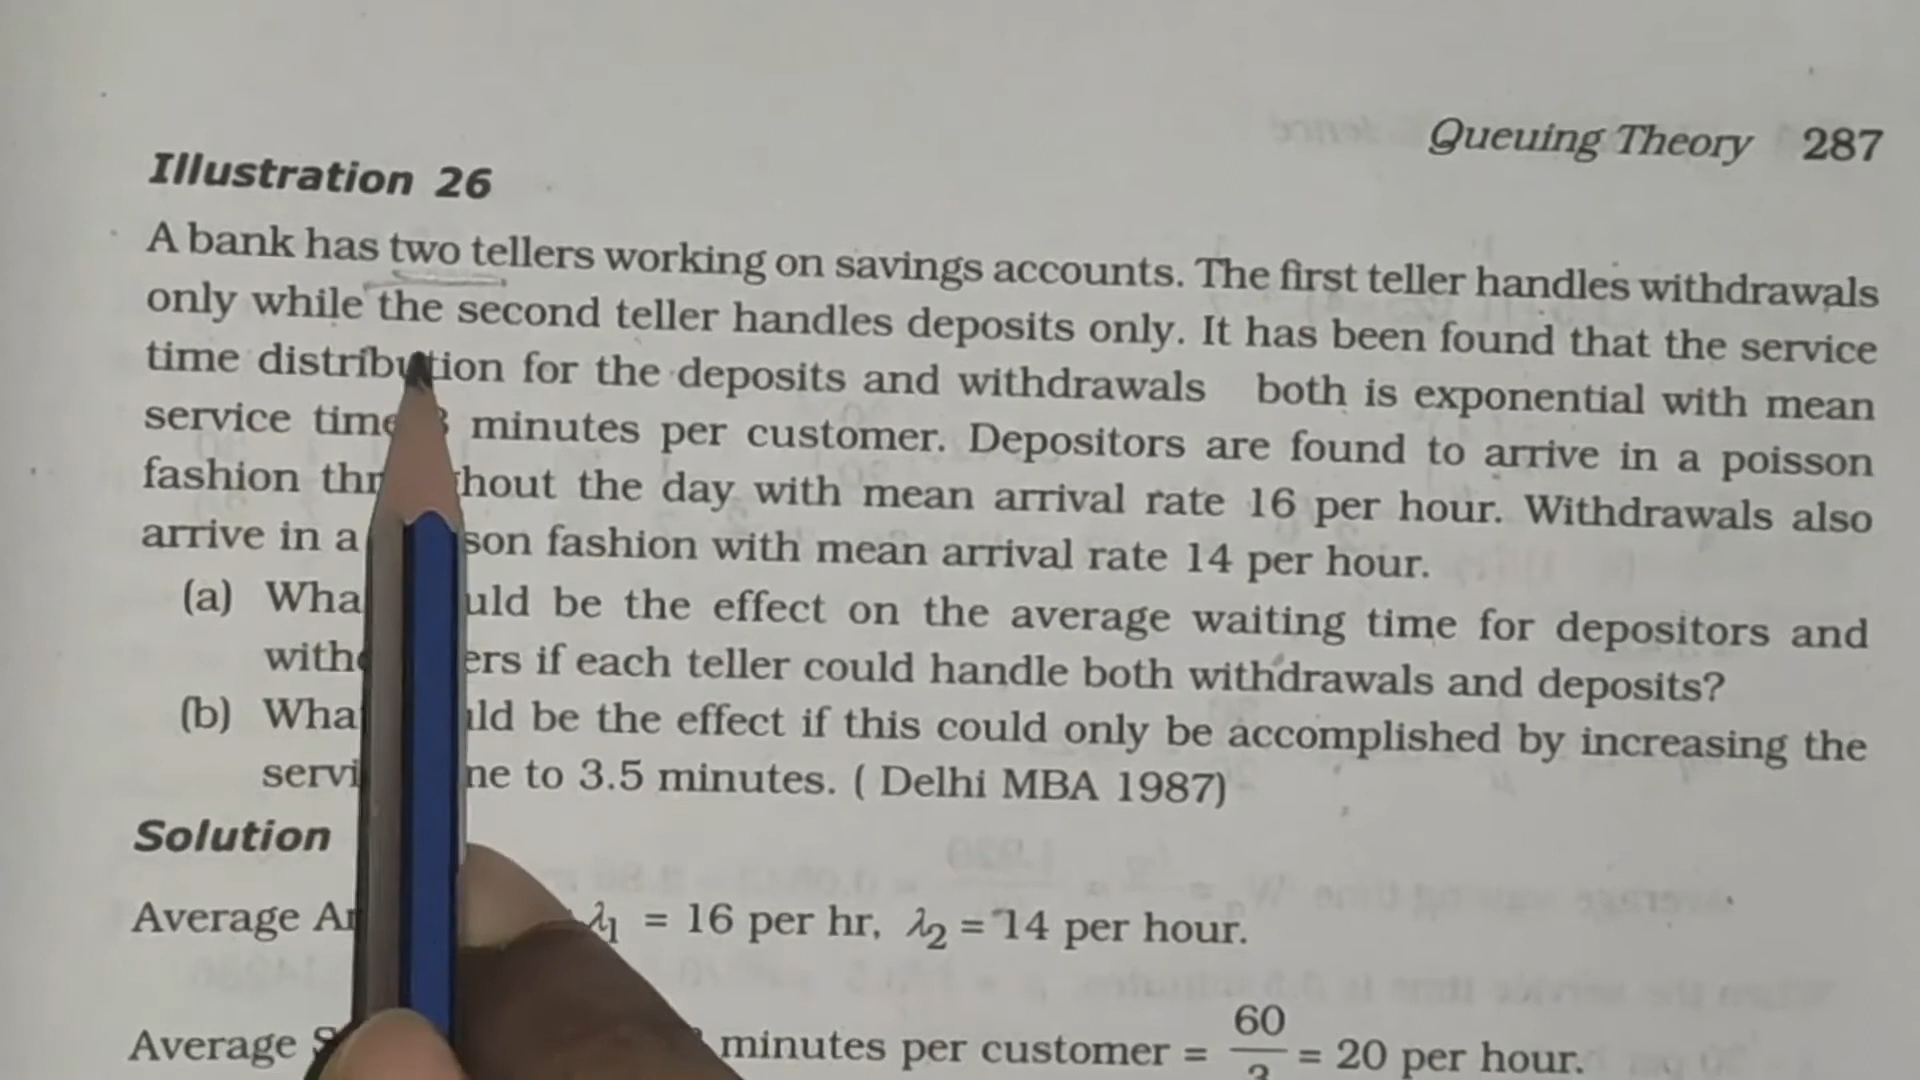 Queuing Theory 287
Illustration 26
A bank has two tellers working on savings accounts. The first teller handles withdrawals
only while the second teller handles deposits only. It has been found that the service
time distribution for the deposits and withdrawals both is exponential with mean
service time 3 minutes per customer. Depositors are found to arrive in a poisson
fashion thr hout the day with mean arrival rate 16 per hour. Withdrawals also
arrive in a son fashion with mean arrival rate 14 per hour.
(a) Wha uld be the effect on the average waiting time for depositors and
with ers if each teller could handle both withdrawals and deposits?
(b) Wha ld be the effect if this could only be accomplished by increasing the
servi me to 3.5 minutes. ( Delhi MBA 1987)
Solution
Average Ar λ1 = 16 per hr, λ2 = 14 per hour.
Average S minutes per customer = 60/3 = 20 per hour.